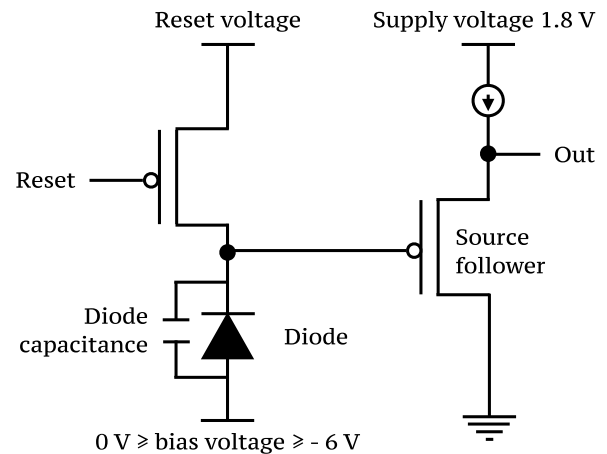 Reset voltage
Supply voltage 1.8 V
Out
Reset
Source
follower
Diode
capacitance
Diode
0 V ⩾ bias voltage ⩾ - 6 V